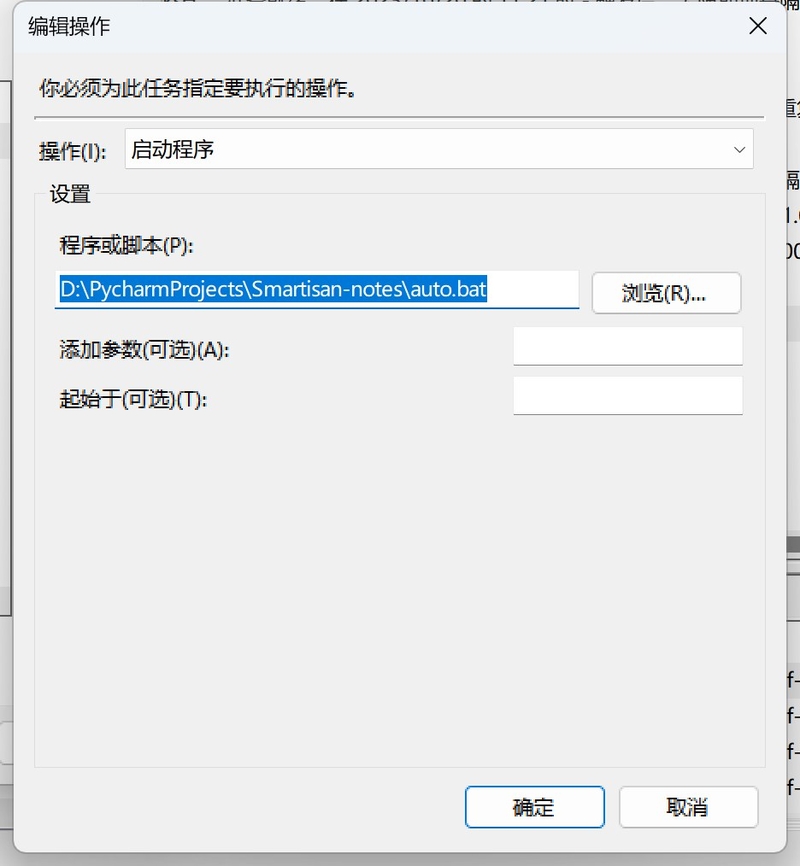 编辑操作
你必须为此任务指定要执行的操作。
操作(I): 启动程序
设置
程序或脚本(P):
D:\PycharmProjects\Smartisan-notes\auto.bat 浏览(R)...
添加参数(可选)(A):
起始于(可选)(T):
确定 取消